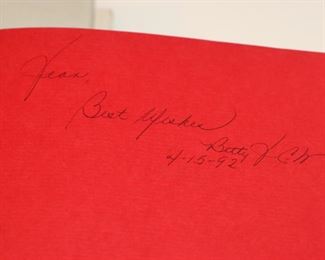 Jean,
Best Wishes
Betty
4-15-92